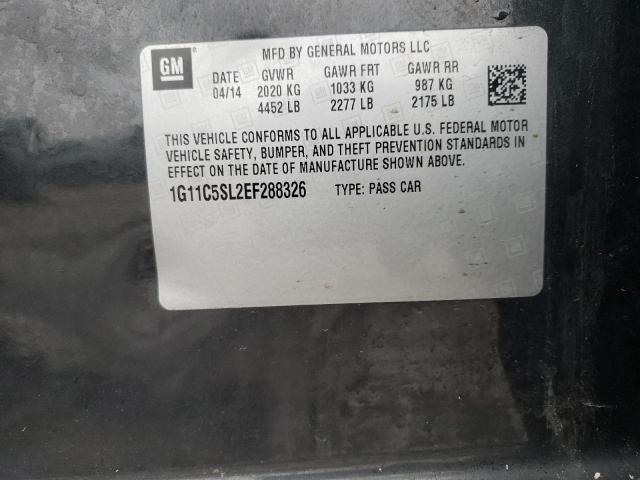 GM
MFD BY GENERAL MOTORS LLC
DATE GVWR GAWR FRT GAWR RR
04/14 2020 KG 1033 KG 987 KG
4452 LB 2277 LB 2175 LB
THIS VEHICLE CONFORMS TO ALL APPLICABLE U.S. FEDERAL MOTOR
VEHICLE SAFETY, BUMPER, AND THEFT PREVENTION STANDARDS IN
EFFECT ON THE DATE OF MANUFACTURE SHOWN ABOVE.
1G11C5SL2EF288326 TYPE: PASS CAR